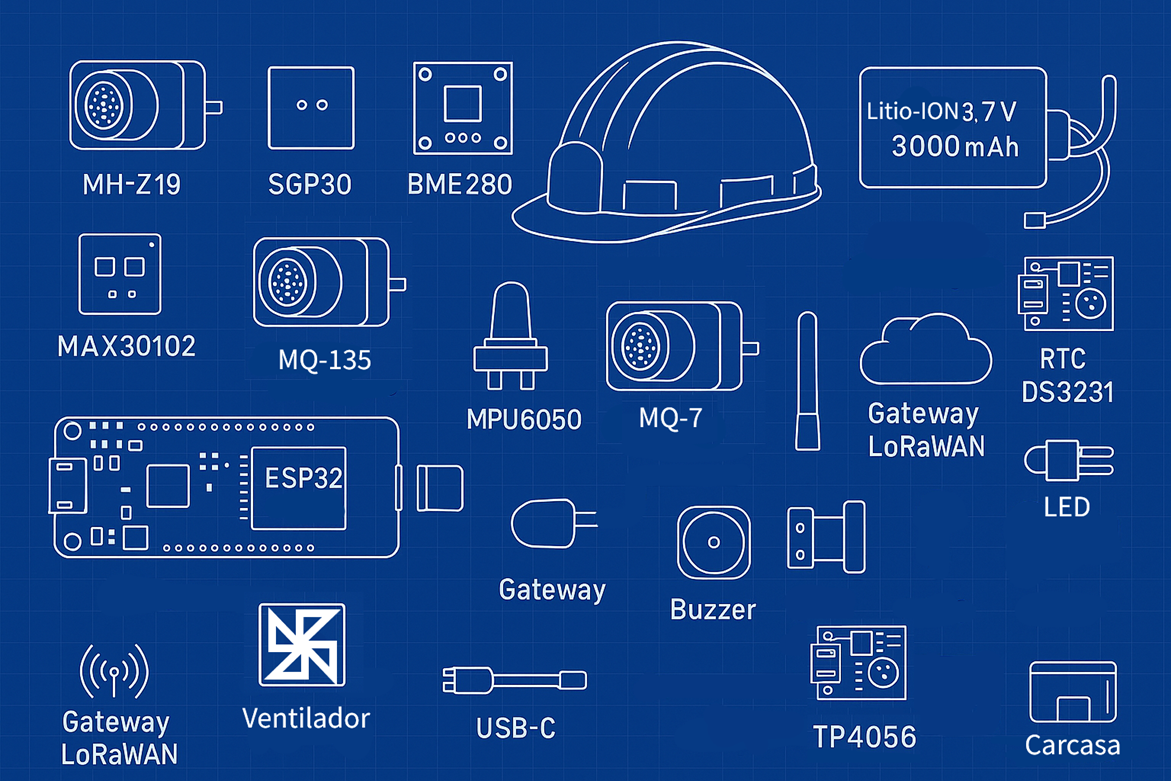 MH-Z19
SGP30
BME280
Litio-ION 3,7 V
3000 mAh
MAX30102
MQ-135
MPU6050
MQ-7
Gateway
LoRaWAN
RTC
DS3231
ESP32
LED
Gateway
Buzzer
Gateway
LoRaWAN
Ventilador
USB-C
TP4056
Carcasa